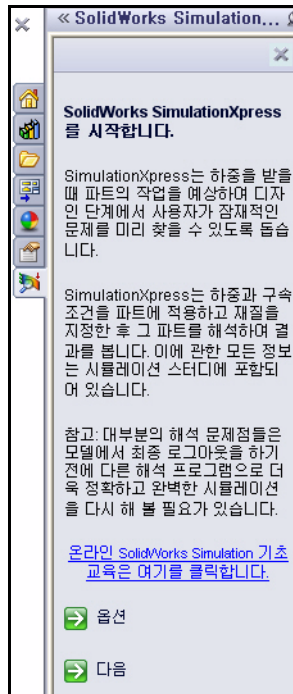 « SolidWorks Simulation...
SolidWorks SimulationXpress
를 시작합니다.
SimulationXpress는 하중을 받을
때 파트의 작업을 예상하여 디자
인 단계에서 사용자가 잠재적인
문제를 미리 찾을 수 있도록 돕습
니다.
SimulationXpress는 하중과 구속
조건을 파트에 적용하고 재질을
지정한 후 그 파트를 해석하여 결
과를 봅니다. 이에 관한 모든 정보
는 시뮬레이션 스터디에 포함되
어 있습니다.
참고: 대부분의 해석 문제점들은
모델에서 최종 로그아웃을 하기
전에 다른 해석 프로그램으로 더
욱 정확하고 완벽한 시뮬레이션
을 다시 해 볼 필요가 있습니다.
온라인 SolidWorks Simulation 기초
교육은 여기를 클릭합니다.
옵션
다음